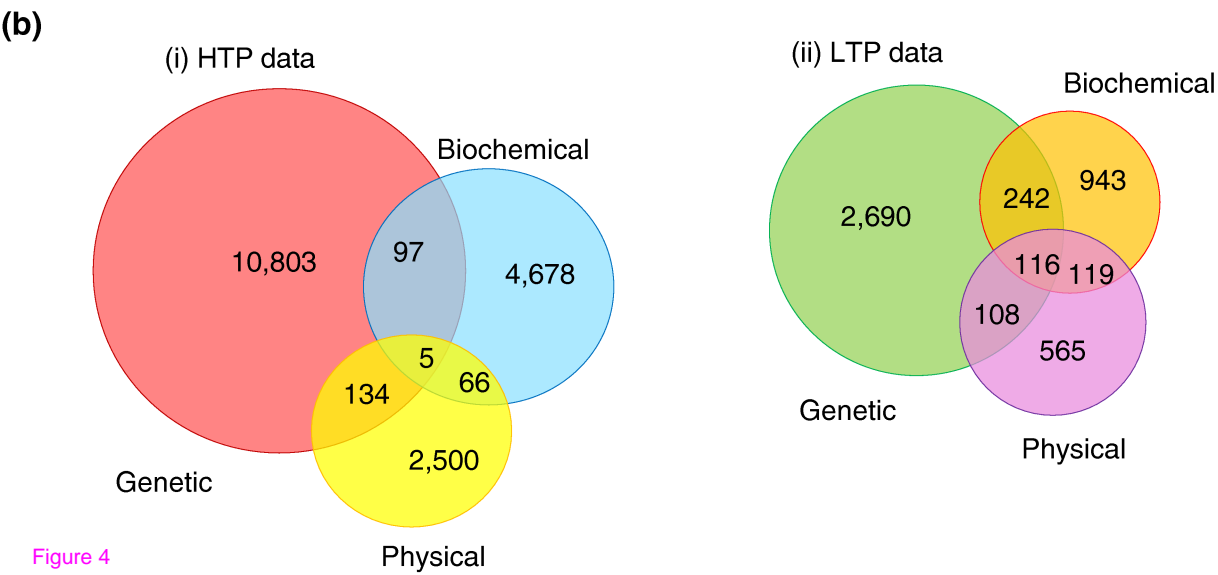 (b)
(i) HTP data
Biochemical
10,803
97
4,678
5
134
66
2,500
Genetic
Physical
Figure 4
(ii) LTP data
Biochemical
2,690
242
943
116
119
108
565
Genetic
Physical